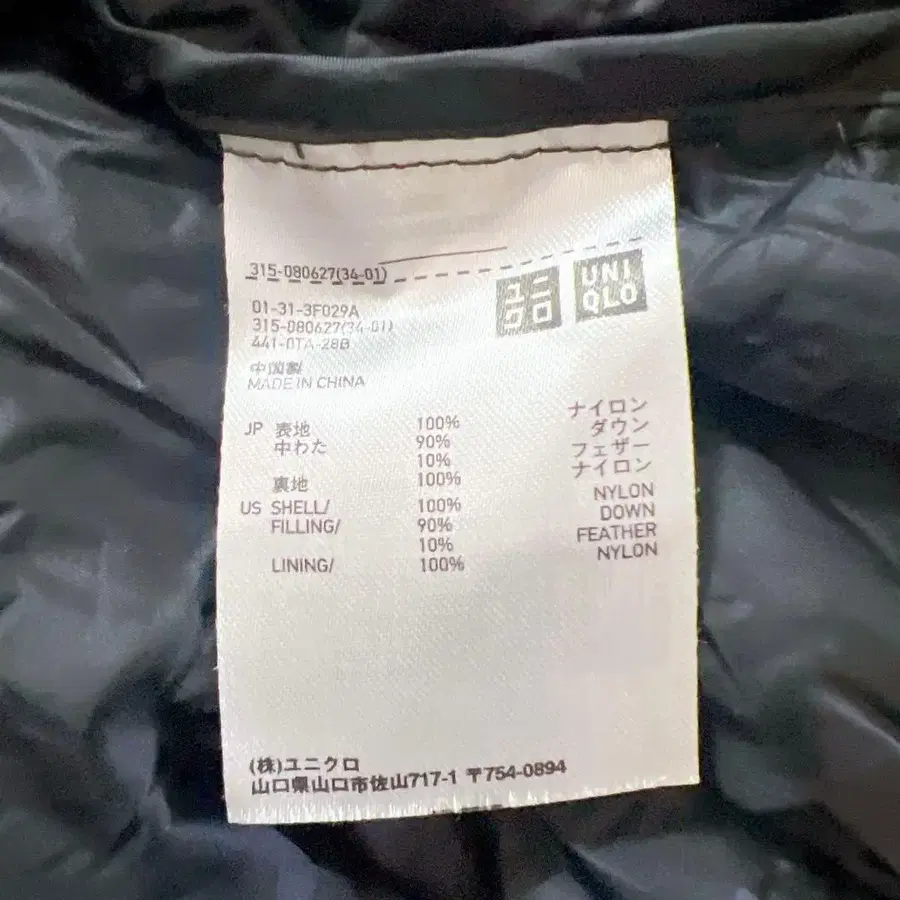 315-080627(34-01)
ユニ
クロ
UNI
QLO
01-31-3F029A
315-080627(34-01)
441-0TA-28B
中国製
MADE IN CHINA
JP 表地 100% ナイロン
中わた 90% ダウン
10% フェザー
裏地 100% ナイロン
US SHELL/ 100% NYLON
FILLING/ 90% DOWN
10% FEATHER
LINING/ 100% NYLON
(株)ユニクロ
山口県山口市佐山717-1 〒754-0894